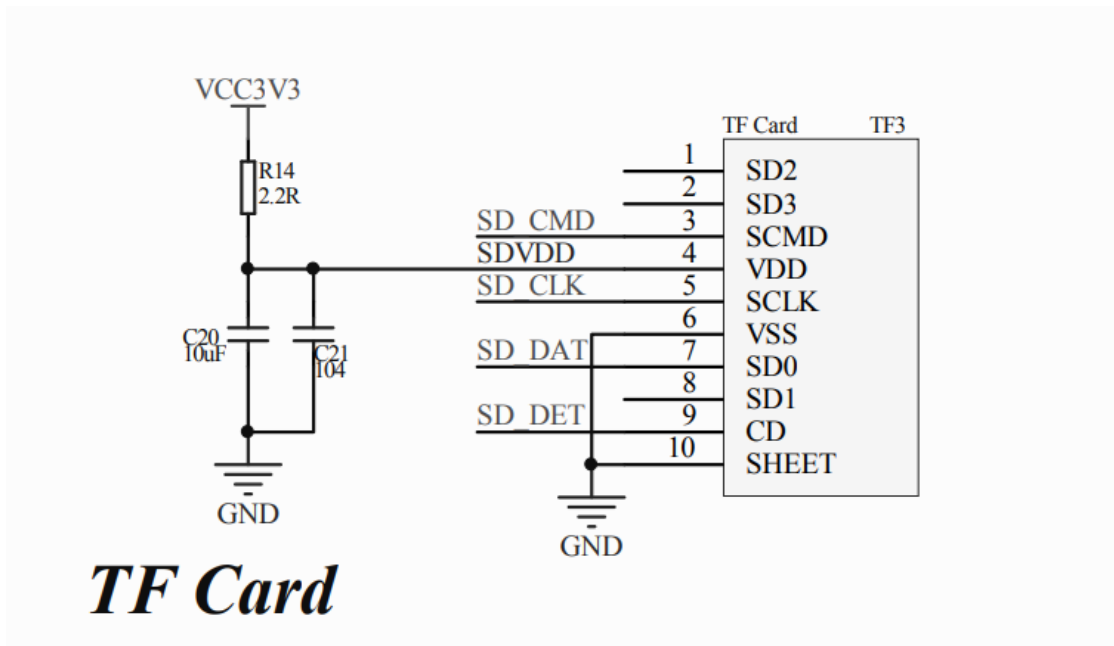 VCC3V3
R14
2.2R
C20
10uF
C21
104
GND
SD_CMD
SDVDD
SD_CLK
SD_DAT
SD_DET
GND
TF Card TF3
1 SD2
2 SD3
3 SCMD
4 VDD
5 SCLK
6 VSS
7 SD0
8 SD1
9 CD
10 SHEET
TF Card